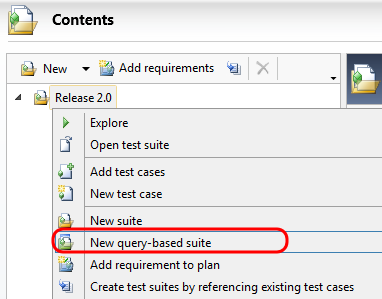 Contents
New Add requirements
Release 2.0
Explore
Open test suite
Add test cases
New test case
New suite
New query-based suite
Add requirement to plan
Create test suites by referencing existing test cases